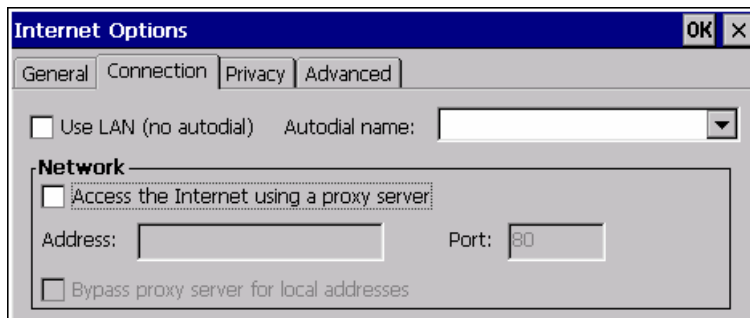 Internet Options OK ×
General Connection Privacy Advanced
Use LAN (no autodial) Autodial name:
Network
Access the Internet using a proxy server
Address: Port: 80
Bypass proxy server for local addresses